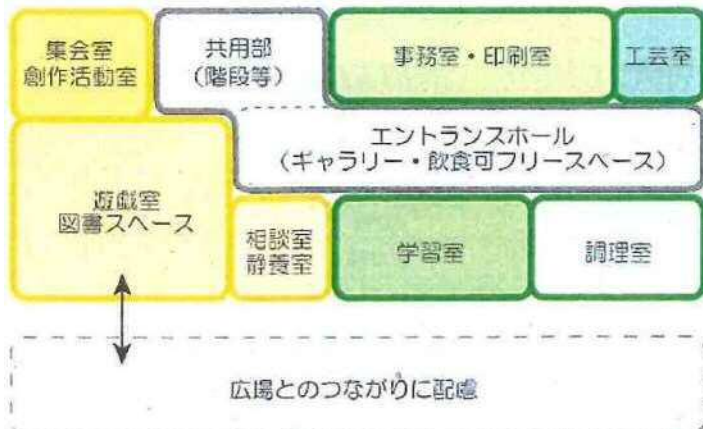 集会室
創作活動室
共用部
(階段等)
事務室・印刷室
工芸室
エントランスホール
(ギャラリー・飲食可フリースペース)
遊戯室
図書スペース
相談室
静養室
学習室
調理室
広場とのつながりに配慮